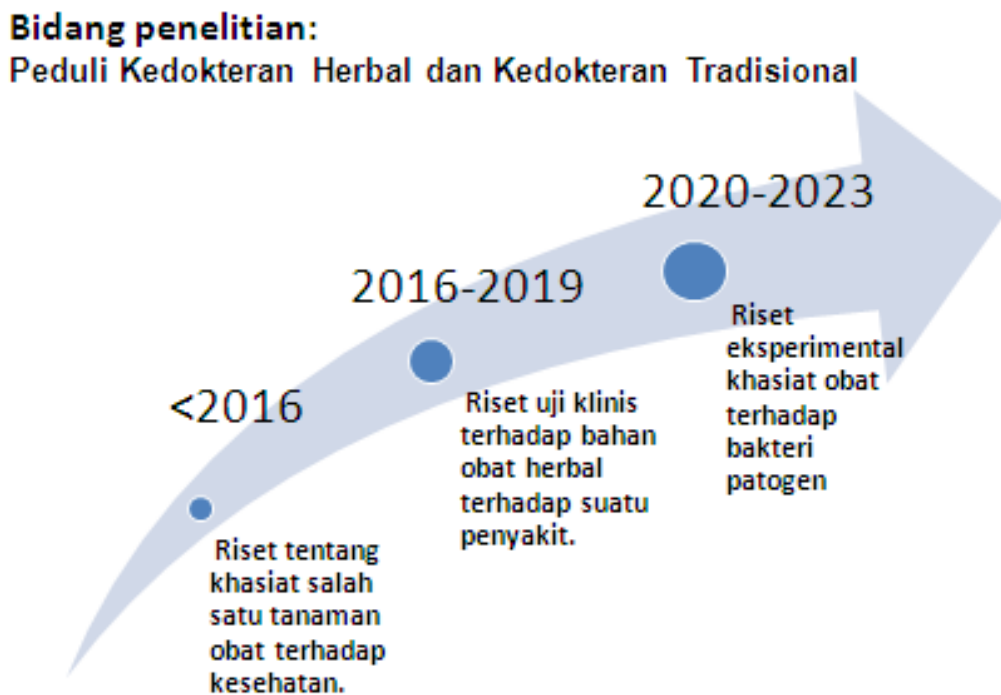 Bidang penelitian:
Peduli Kedokteran Herbal dan Kedokteran Tradisional
<2016
Riset tentang
khasiat salah
satu tanaman
obat terhadap
kesehatan.
2016-2019
Riset uji klinis
terhadap bahan
obat herbal
terhadap suatu
penyakit.
2020-2023
Riset
eksperimental
khasiat obat
terhadap
bakteri
patogen